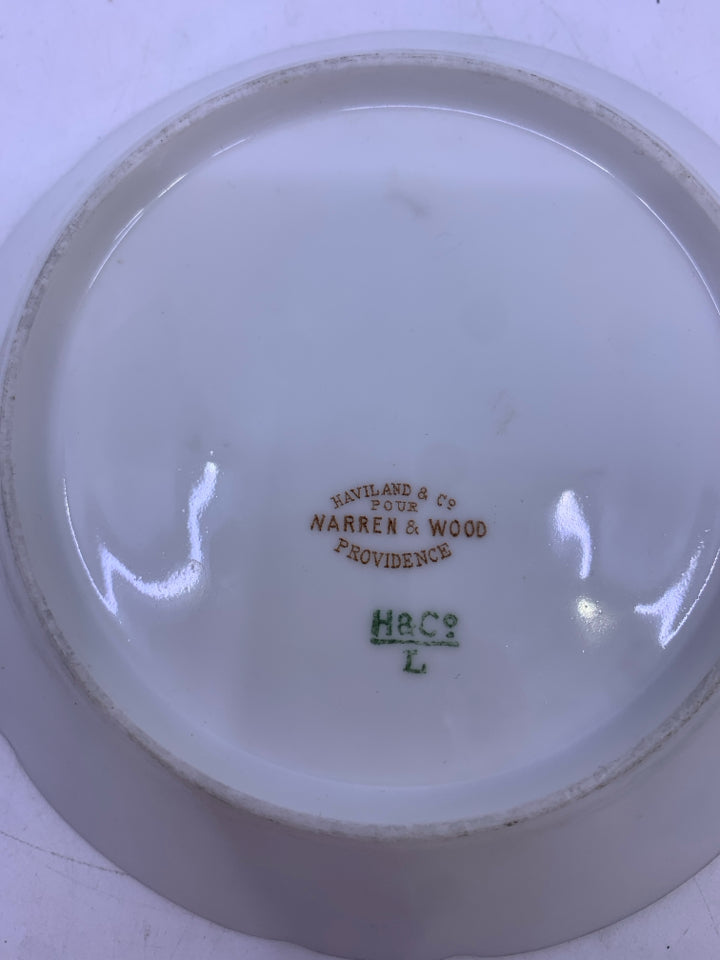 HAVILAND & Co
POUR
WARREN & WOOD
PROVIDENCE
H&Co
L